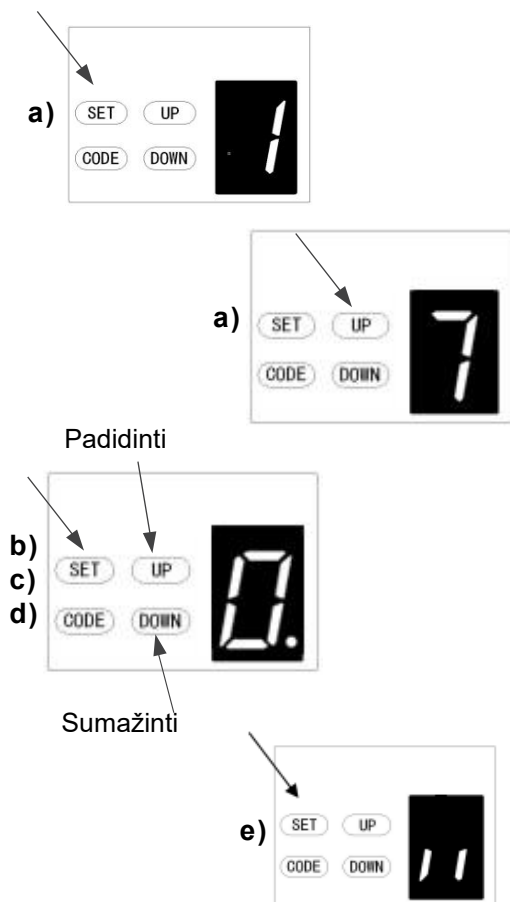 a)
SET UP
CODE DOWN
1
a)
SET UP
CODE DOWN
7
Padidinti
b)
SET UP
c)
d)
CODE DOWN
0.
Sumažinti
e)
SET UP
CODE DOWN